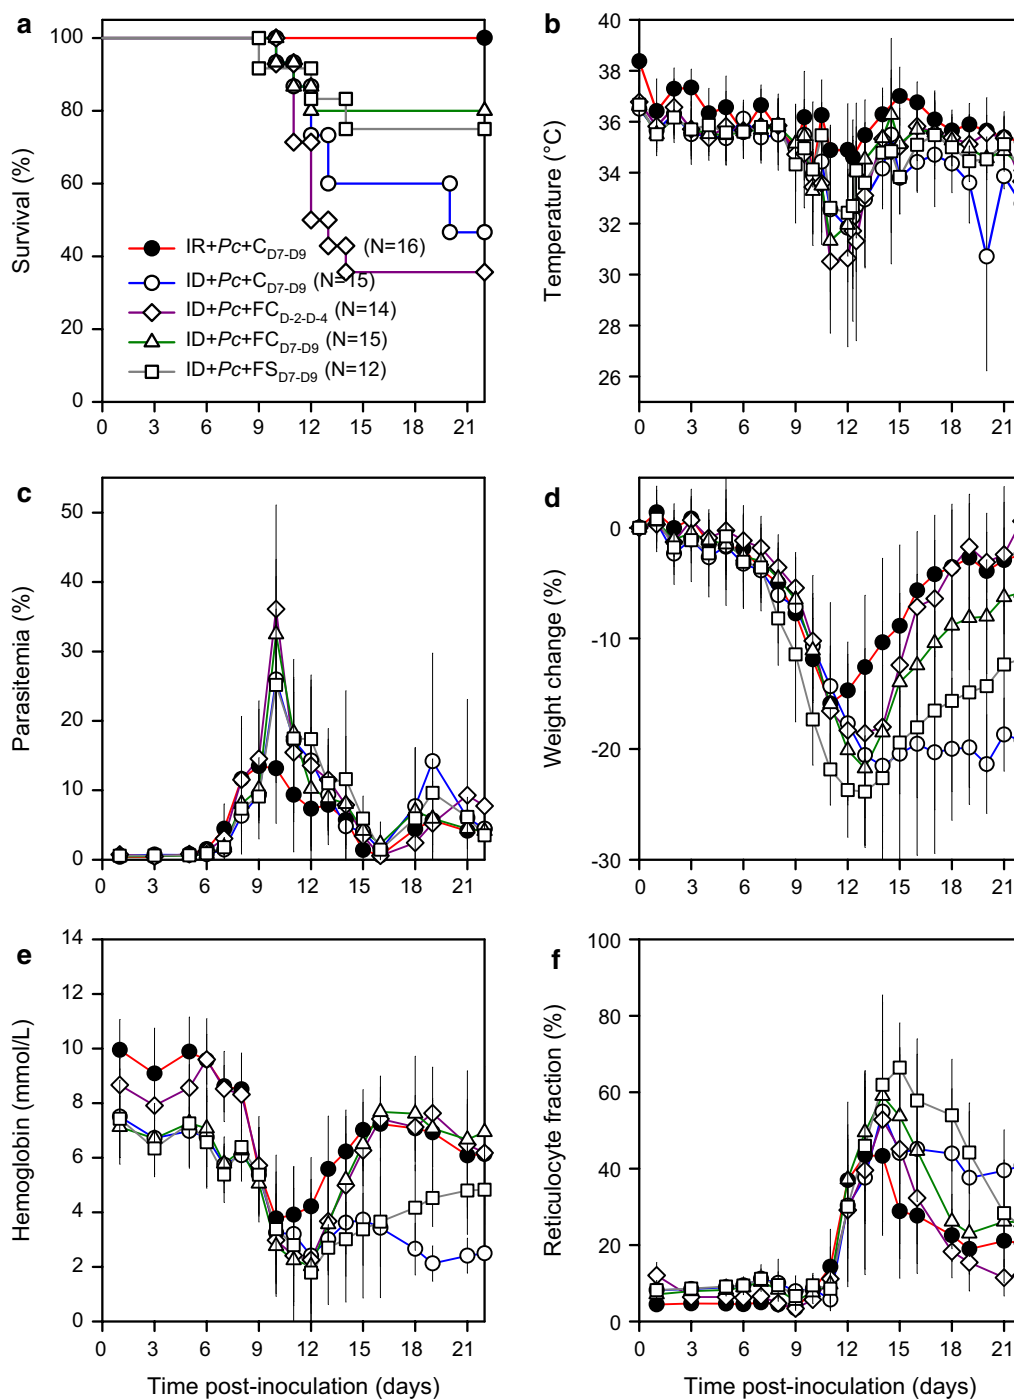 a
Survival (%)
100
80
60
40
20
0
IR+Pc+C_D7-D9 (N=16)
ID+Pc+C_D7-D9 (N=15)
ID+Pc+FC_D-2-D-4 (N=14)
ID+Pc+FC_D7-D9 (N=15)
ID+Pc+FS_D7-D9 (N=12)
0 3 6 9 12 15 18 21
b
Temperature (°C)
40
38
36
34
32
30
28
26
0 3 6 9 12 15 18 21
c
Parasitemia (%)
50
40
30
20
10
0
0 3 6 9 12 15 18 21
d
Weight change (%)
0
-10
-20
-30
0 3 6 9 12 15 18 21
e
Hemoglobin (mmol/L)
14
12
10
8
6
4
2
0
0 3 6 9 12 15 18 21
Time post-inoculation (days)
f
Reticulocyte fraction (%)
100
80
60
40
20
0
0 3 6 9 12 15 18 21
Time post-inoculation (days)